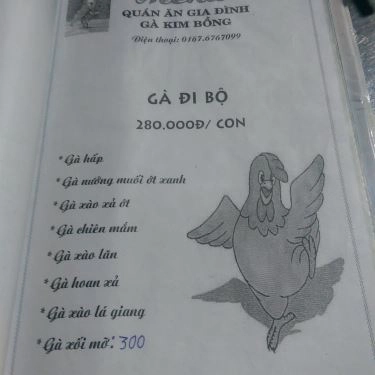 Menu
QUÁN ĂN GIA ĐÌNH
GÀ KIM BỒNG
Điện thoại: 0167.6767099
GÀ ĐI BỘ
280.000Đ/ CON
* Gà hấp
* Gà nướng muối ớt xanh
* Gà xào xả ớt
* Gà chiên mắm
* Gà xào lăn
* Gà hoan xả
* Gà xào lá giang
* Gà xối mỡ: 300